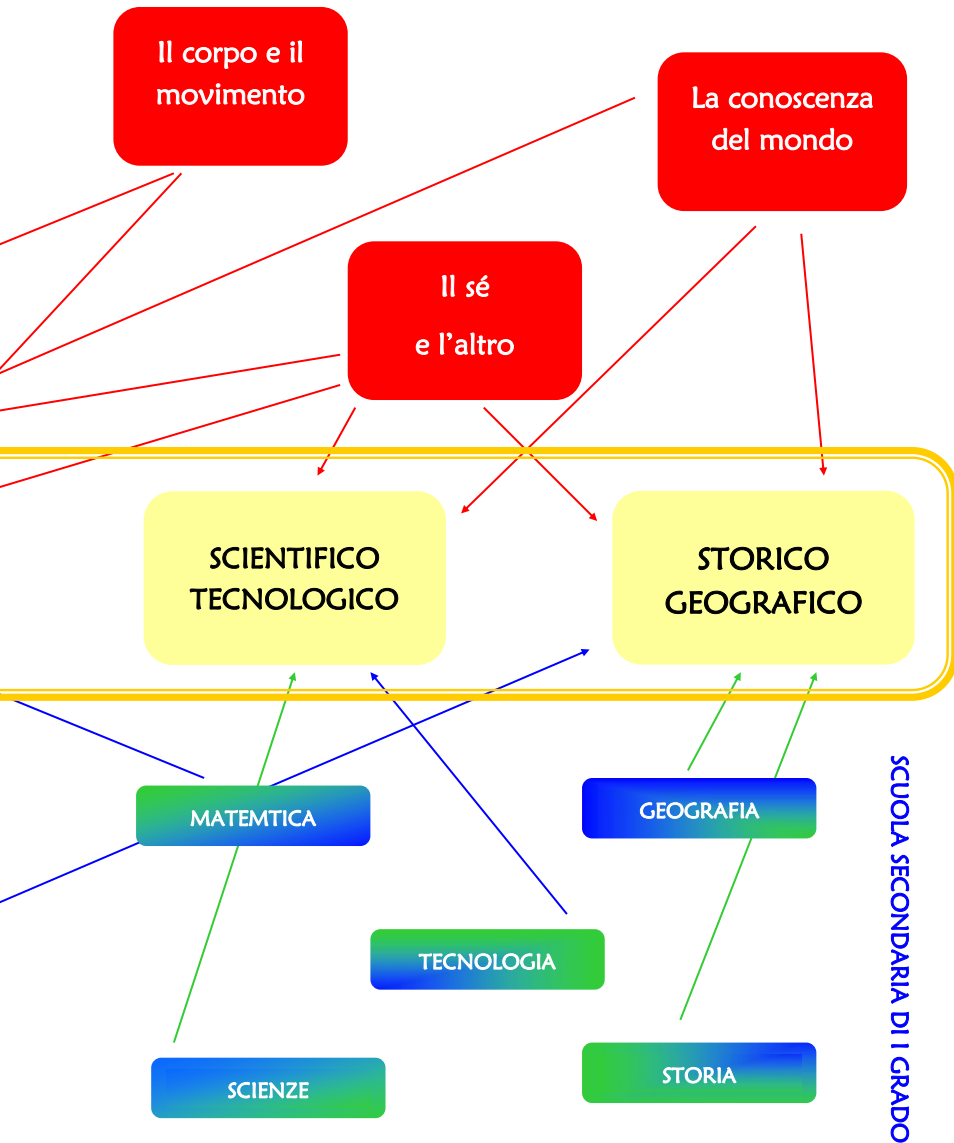 Il corpo e il
movimento
La conoscenza
del mondo
Il sé
e l'altro
SCIENTIFICO
TECNOLOGICO
STORICO
GEOGRAFICO
MATEMTICA
GEOGRAFIA
TECNOLOGIA
SCIENZE
STORIA
SCUOLA SECONDARIA DI I GRADO